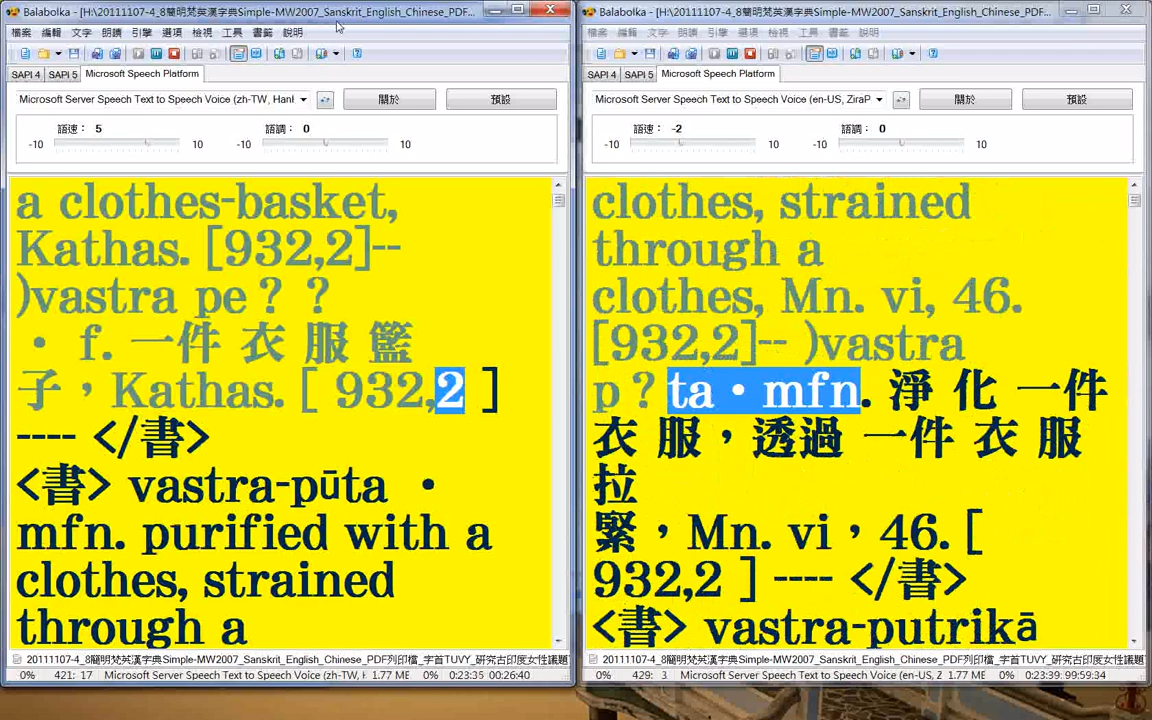 Balabolka - [H:\20111107-4_8簡明梵英漢字典Simple-MW2007_Sanskrit_English_Chinese_PDF...
檔案 編輯 文字 朗讀 引擎 選項 檢視 工具 書籤 說明
SAPI 4 SAPI 5 Microsoft Speech Platform
Microsoft Server Speech Text to Speech Voice (zh-TW, Hanl 關於 預設
語速： 5 語調： 0
-10 10 -10 10
a clothes-basket,
Kathas. [932,2]--
)vastra pe？？
• f. 一件 衣 服 籃
子，Kathas. [ 932,2 ]
---- </書>
<書> vastra-pūta •
mfn. purified with a
clothes, strained
through a
20111107-4_8簡明梵英漢字典Simple-MW2007_Sanskrit_English_Chinese_PDF列印檔_字首TUVY_研究古印度女性議題
0% 421: 17 Microsoft Server Speech Text to Speech Voice (zh-TW, H 1.77 ME 0% 0:23:35 00:26:40
Balabolka - [H:\20111107-4_8簡明梵英漢字典Simple-MW2007_Sanskrit_English_Chinese_PDF...
檔案 編輯 文字 朗讀 引擎 選項 檢視 工具 書籤 說明
SAPI 4 SAPI 5 Microsoft Speech Platform
Microsoft Server Speech Text to Speech Voice (en-US, ZiraP 關於 預設
語速： -2 語調： 0
-10 10 -10 10
clothes, strained
through a
clothes, Mn. vi, 46.
[932,2]-- )vastra
p？ta • mfn. 淨 化 一件
衣 服，透過 一件 衣 服
拉
緊，Mn. vi，46. [
932,2 ] ---- </書>
<書> vastra-putrikā
20111107-4_8簡明梵英漢字典Simple-MW2007_Sanskrit_English_Chinese_PDF列印檔_字首TUVY_研究古印度女性議題
0% 429: 3 Microsoft Server Speech Text to Speech Voice (en-US, Z 1.77 ME 0% 0:23:39 99:59:34